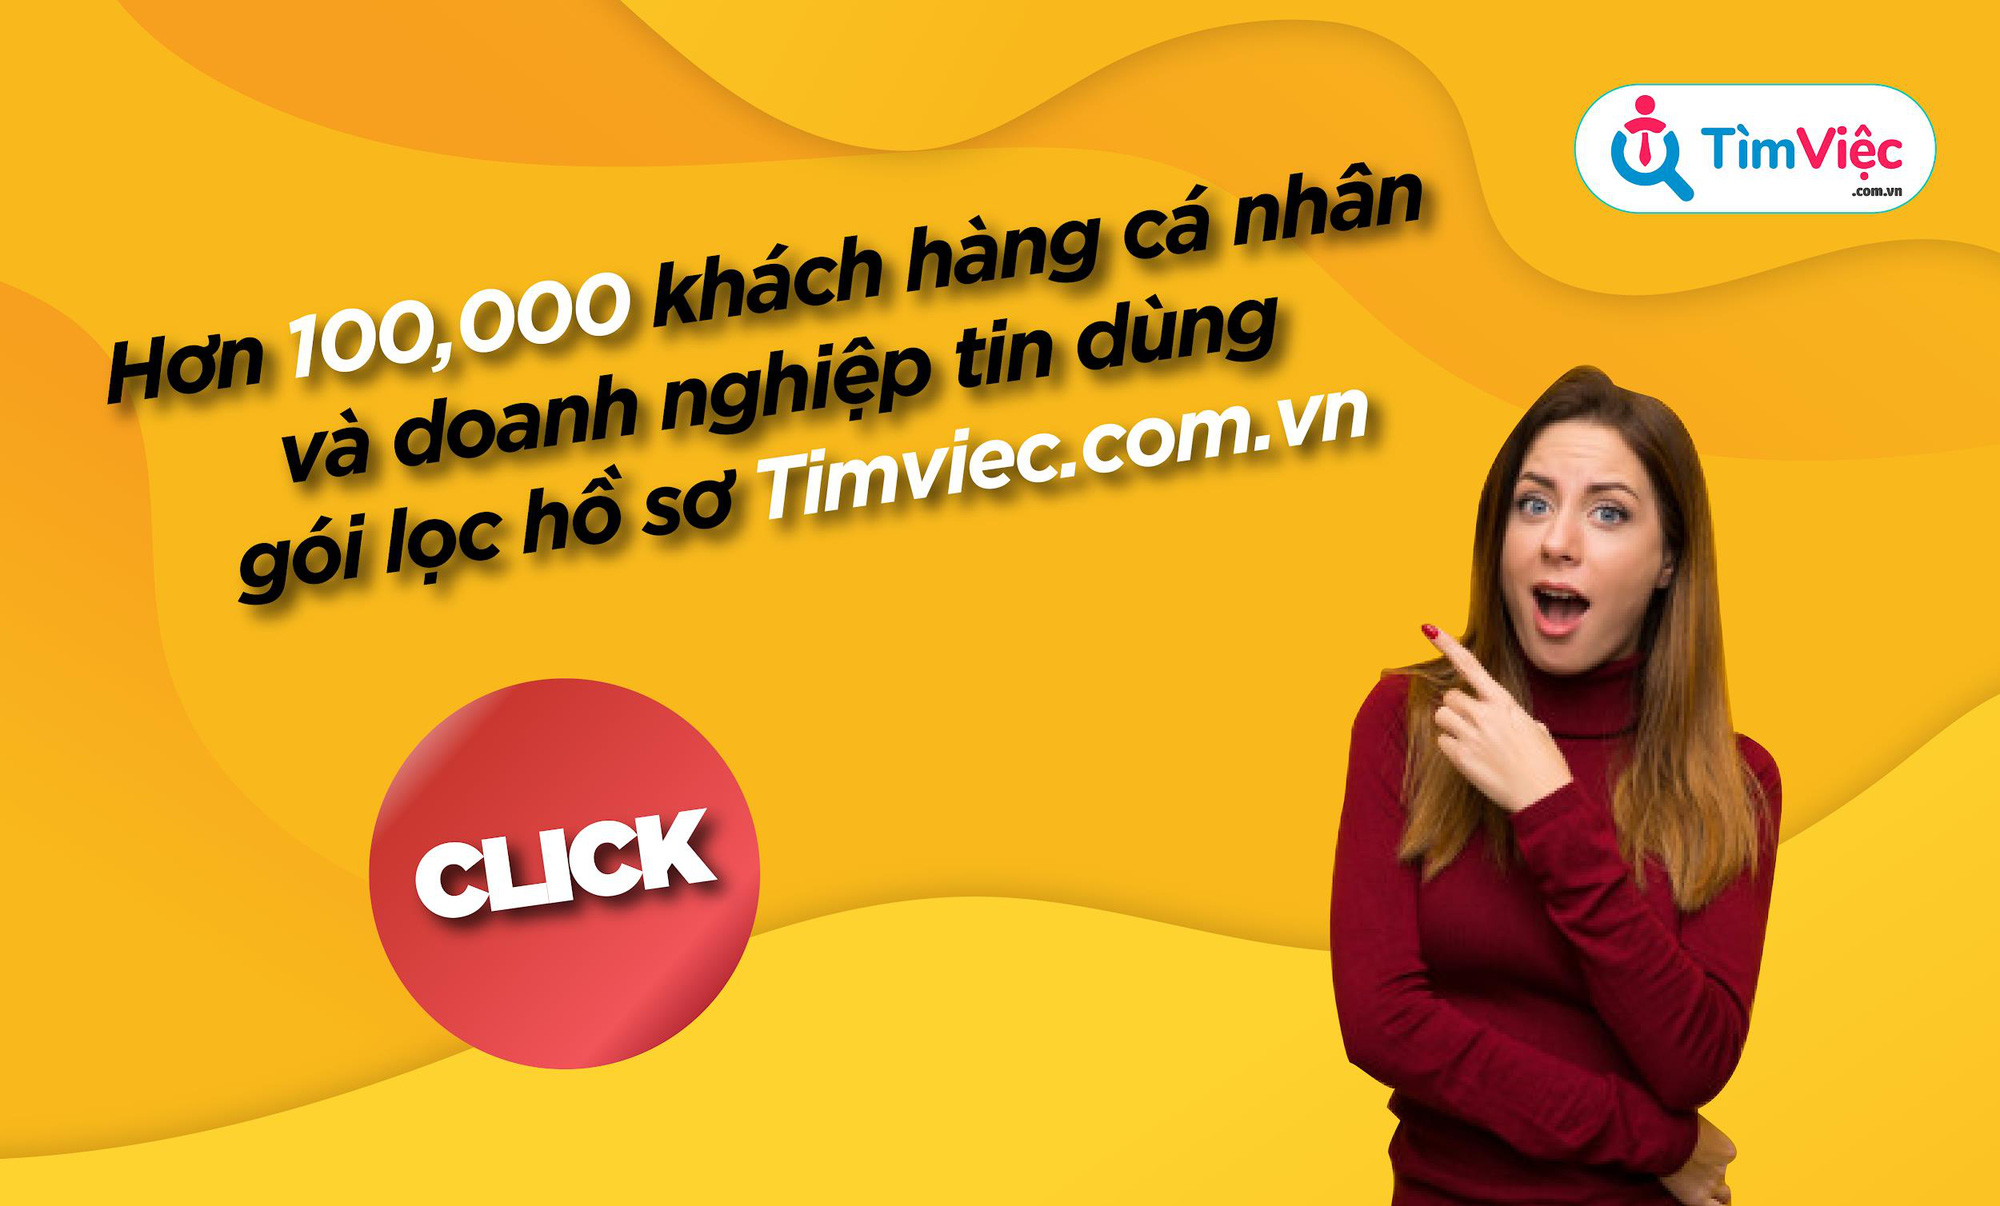 TìmViệc
.com.vn
Hơn 100,000 khách hàng cá nhân
và doanh nghiệp tin dùng
gói lọc hồ sơ Timviec.com.vn
CLICK